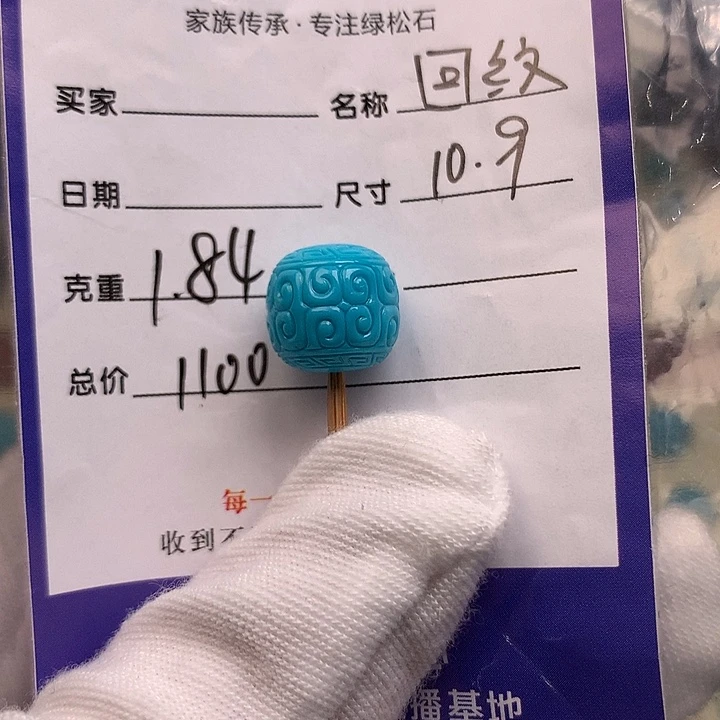 家族传承·专注绿松石
买家 名称 回纹
日期 尺寸 10.9
克重 1.84
总价 1100
每一
收到不
播基地